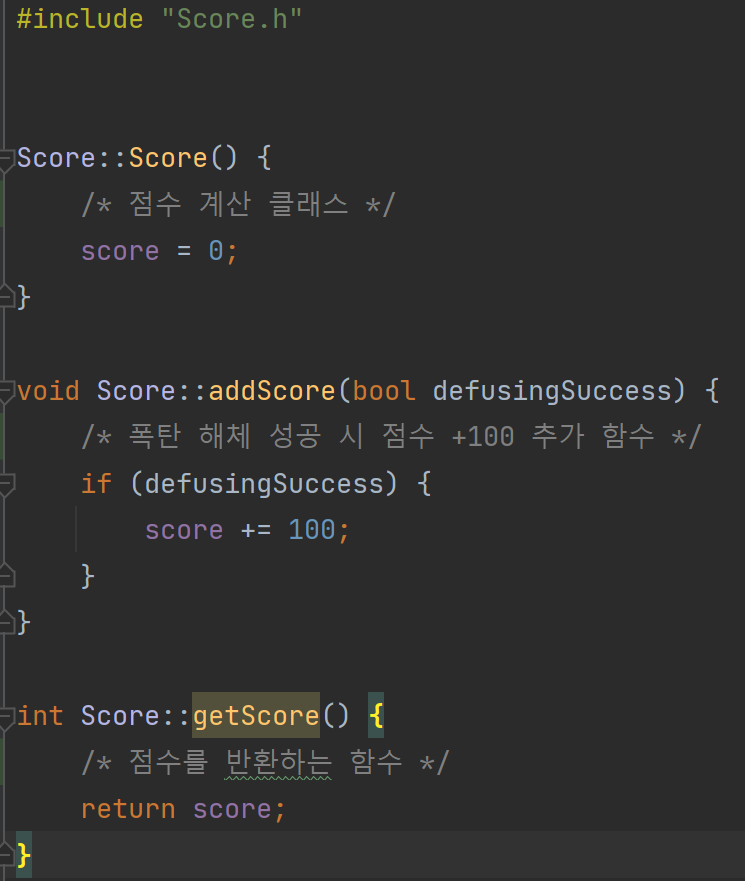 #include "Score.h"
Score::Score() {
/* 점수 계산 클래스 */
score = 0;
}
void Score::addScore(bool defusingSuccess) {
/* 폭탄 해체 성공 시 점수 +100 추가 함수 */
if (defusingSuccess) {
score += 100;
}
}
int Score::getScore() {
/* 점수를 반환하는 함수 */
return score;
}